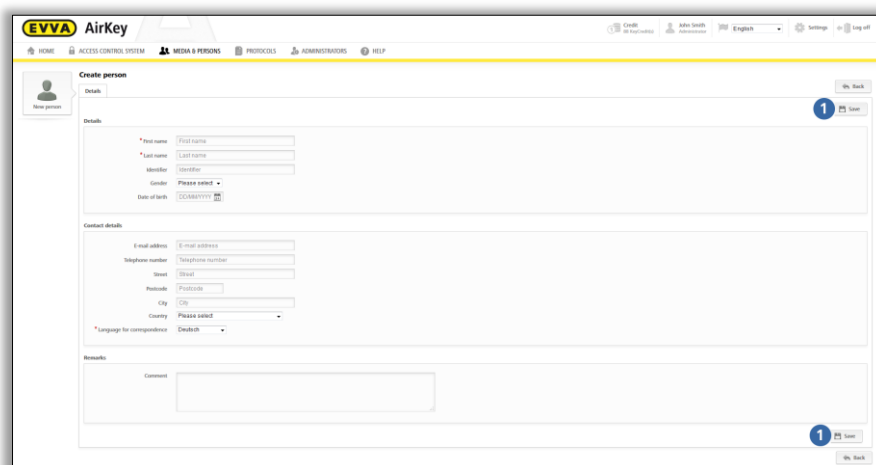 EVVA AirKey
Credit
Keycredits
John Smith
Administrator
English
Settings
Log off
HOME ACCESS CONTROL SYSTEM MEDIA & PERSONS PROTOCOLS ADMINISTRATORS HELP
New person
Create person
Back
Details
1 Save
Details
* First name First name
* Last name Last name
Identifier Identifier
Gender Please select
Date of birth DD/MM/YYYY
Contact details
E-mail address E-mail address
Telephone number Telephone number
Street Street
Postcode Postcode
City City
Country Please select
* Language for correspondence Deutsch
Remarks
Comment
1 Save
Back